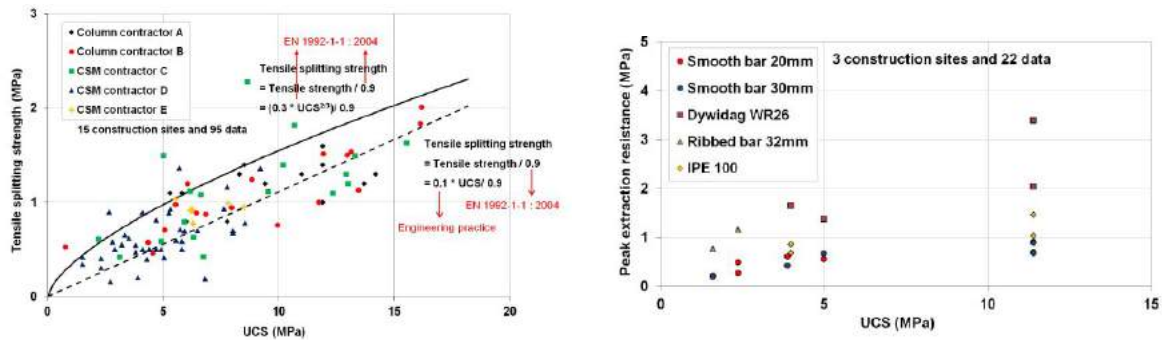 Column contractor A
Column contractor B
CSM contractor C
CSM contractor D
CSM contractor E
15 construction sites and 95 data
EN 1992-1-1 : 2004
Tensile splitting strength
= Tensile strength / 0.9
= (0.3 * UCS^2/3)/ 0.9
Tensile splitting strength
= Tensile strength / 0.9
= 0.1 * UCS/ 0.9
EN 1992-1-1 : 2004
Engineering practice
Tensile splitting strength (MPa)
3
2
1
0
0 5 10 15 20
UCS (MPa)
Smooth bar 20mm
Smooth bar 30mm
Dywidag WR26
Ribbed bar 32mm
IPE 100
3 construction sites and 22 data
Peak extraction resistance (MPa)
5
4
3
2
1
0
0 5 10 15
UCS (MPa)